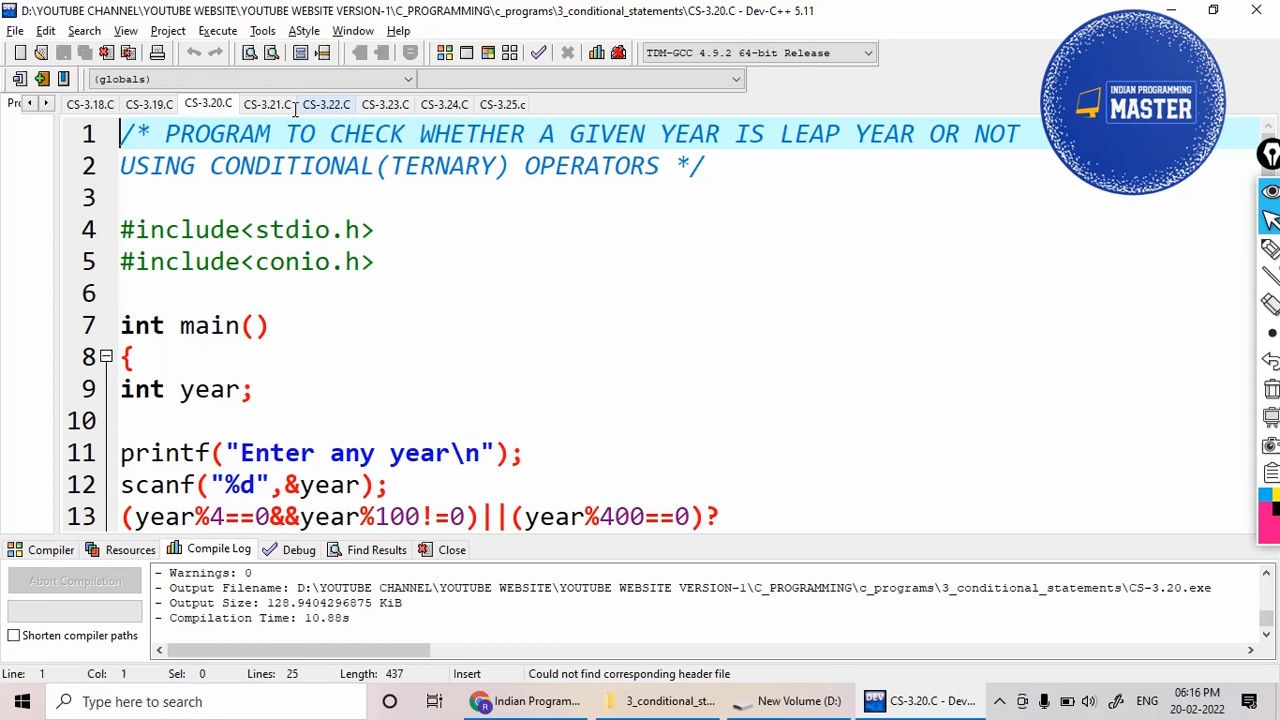 D:\YOUTUBE CHANNEL\YOUTUBE WEBSITE\YOUTUBE WEBSITE VERSION-1\C_PROGRAMMING\c_programs\3_conditional_statements\CS-3.20.C - Dev-C++ 5.11
File Edit Search View Project Execute Tools AStyle Window Help
TDM-GCC 4.9.2 64-bit Release
(globals)
CS-3.18.C CS-3.19.C CS-3.20.C CS-3.21.C CS-3.22.C CS-3.23.C CS-3.24.C CS-3.25.c
INDIAN
PROGRAMMING
MASTER
1 /* PROGRAM TO CHECK WHETHER A GIVEN YEAR IS LEAP YEAR OR NOT
2 USING CONDITIONAL(TERNARY) OPERATORS */
3
4 #include<stdio.h>
5 #include<conio.h>
6
7 int main()
8 {
9 int year;
10
11 printf("Enter any year\n");
12 scanf("%d",&year);
13 (year%4==0&&year%100!=0)||(year%400==0)?
Compiler Resources Compile Log Debug Find Results Close
Abort Compilation
Shorten compiler paths
- Warnings: 0
- Output Filename: D:\YOUTUBE CHANNEL\YOUTUBE WEBSITE\YOUTUBE WEBSITE VERSION-1\C_PROGRAMMING\c_programs\3_conditional_statements\CS-3.20.exe
- Output Size: 128.9404296875 KiB
- Compilation Time: 10.88s
Line: 1 Col: 1 Sel: 0 Lines: 25 Length: 437 Insert Could not find corresponding header file
Type here to search
Indian Program... 3_conditional_st... New Volume (D:) CS-3.20.C - Dev... ENG 06:16 PM
20-02-2022